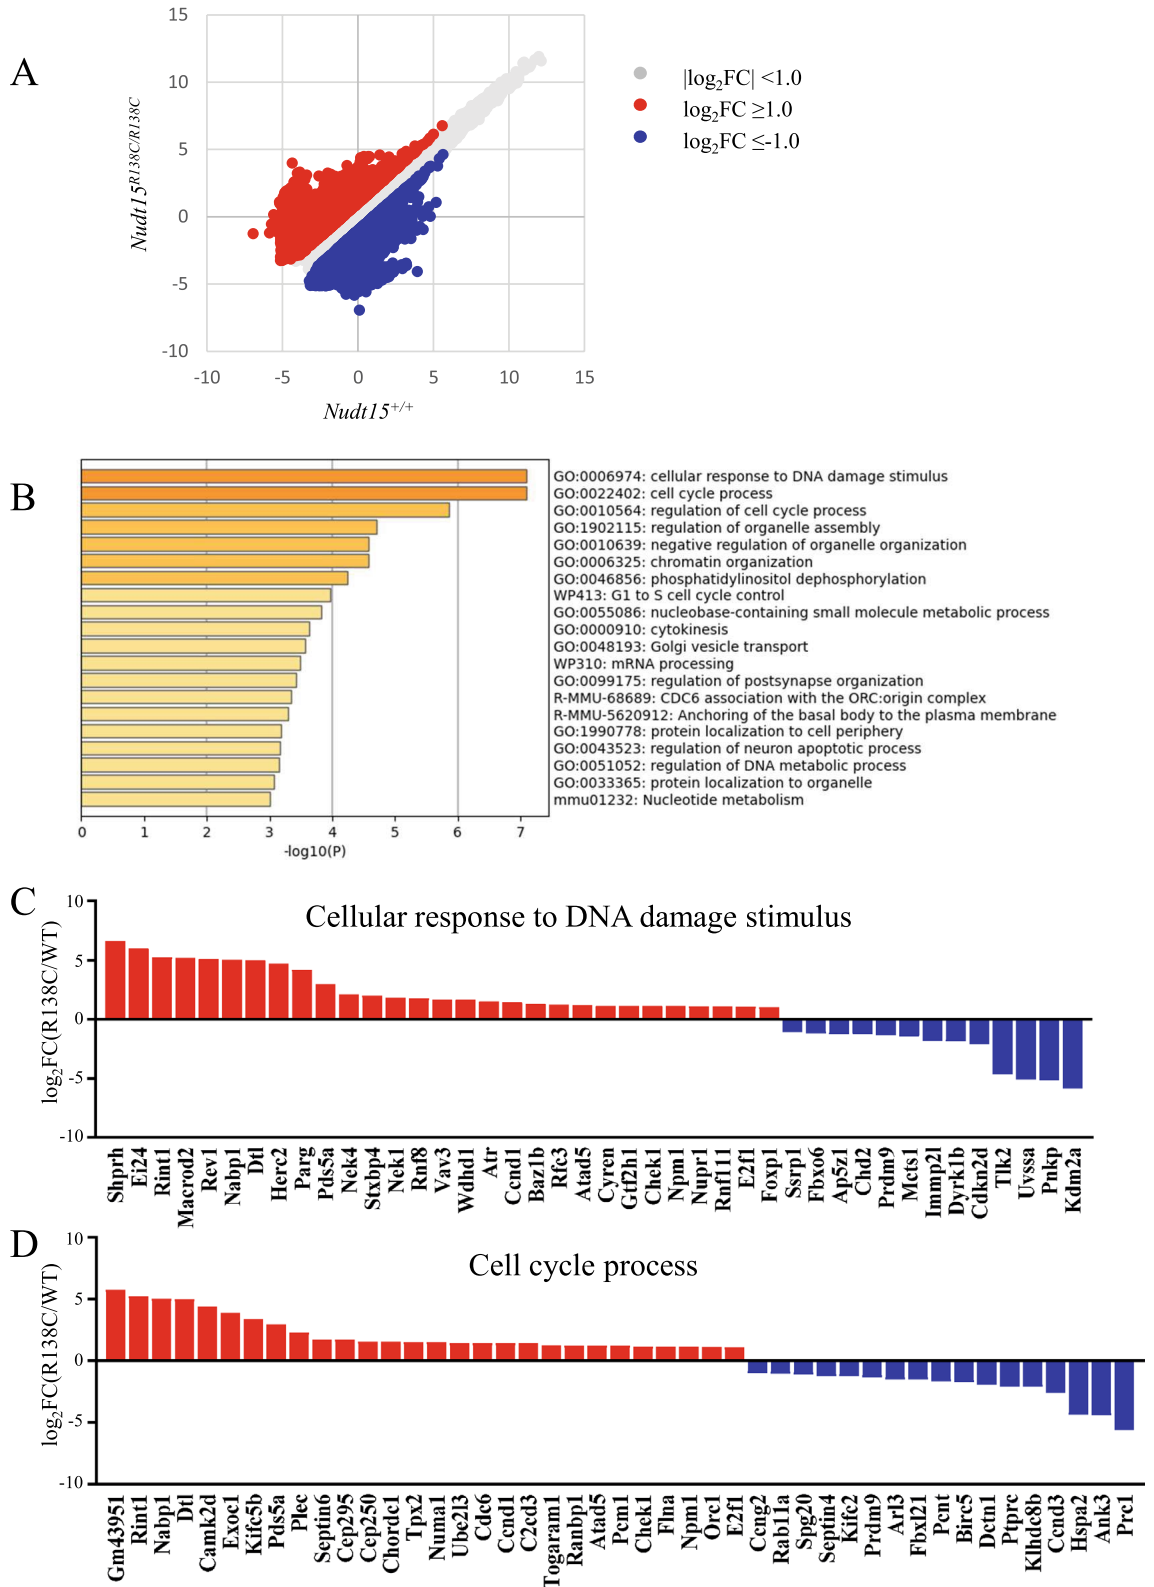 A
15
10
5
0
-5
-10
-10 -5 0 5 10 15
Nudt15R138C/R138C
Nudt15+/+
|log2FC| <1.0
log2FC ≥1.0
log2FC ≤-1.0
B
GO:0006974: cellular response to DNA damage stimulus
GO:0022402: cell cycle process
GO:0010564: regulation of cell cycle process
GO:1902115: regulation of organelle assembly
GO:0010639: negative regulation of organelle organization
GO:0006325: chromatin organization
GO:0046856: phosphatidylinositol dephosphorylation
WP413: G1 to S cell cycle control
GO:0055086: nucleobase-containing small molecule metabolic process
GO:0000910: cytokinesis
GO:0048193: Golgi vesicle transport
WP310: mRNA processing
GO:0099175: regulation of postsynapse organization
R-MMU-68689: CDC6 association with the ORC:origin complex
R-MMU-5620912: Anchoring of the basal body to the plasma membrane
GO:1990778: protein localization to cell periphery
GO:0043523: regulation of neuron apoptotic process
GO:0051052: regulation of DNA metabolic process
GO:0033365: protein localization to organelle
mmu01232: Nucleotide metabolism
0 1 2 3 4 5 6 7
-log10(P)
C
Cellular response to DNA damage stimulus
log2FC(R138C/WT)
10
5
0
-5
-10
Shprh
Ei24
Rint1
Macrod2
Rev1
Nabp1
Dtl
Herc2
Parg
Pds5a
Nek4
Stxbp4
Nek1
Rnf8
Vav3
Wdhd1
Atr
Ccnd1
Baz1b
Rfc3
Atad5
Cyren
Gtf2h1
Chek1
Npm1
Nupr1
Rnf111
E2f1
Foxp1
Ssrp1
Fbxo6
Ap5z1
Chd2
Prdm9
Mcts1
Immp2l
Dyrk1b
Cdkn2d
Tlk2
Uvssa
Pnkp
Kdm2a
D
Cell cycle process
log2FC(R138C/WT)
10
5
0
-5
-10
Gm43951
Rint1
Nabp1
Dtl
Camk2d
Exoc1
Kifc5b
Pds5a
Plec
Septin6
Cep295
Cep250
Chordc1
Tpx2
Numa1
Ube2l3
Cdc6
Ccnd1
C2cd3
Togaram1
Ranbp1
Atad5
Pcm1
Chek1
Flna
Npm1
Orc1
E2f1
Ccng2
Rab11a
Spg20
Septin4
Kifc2
Prdm9
Arl3
Fbxl21
Pcnt
Birc5
Dctn1
Ptprc
Klhdc8b
Ccnd3
Hspa2
Ank3
Prc1